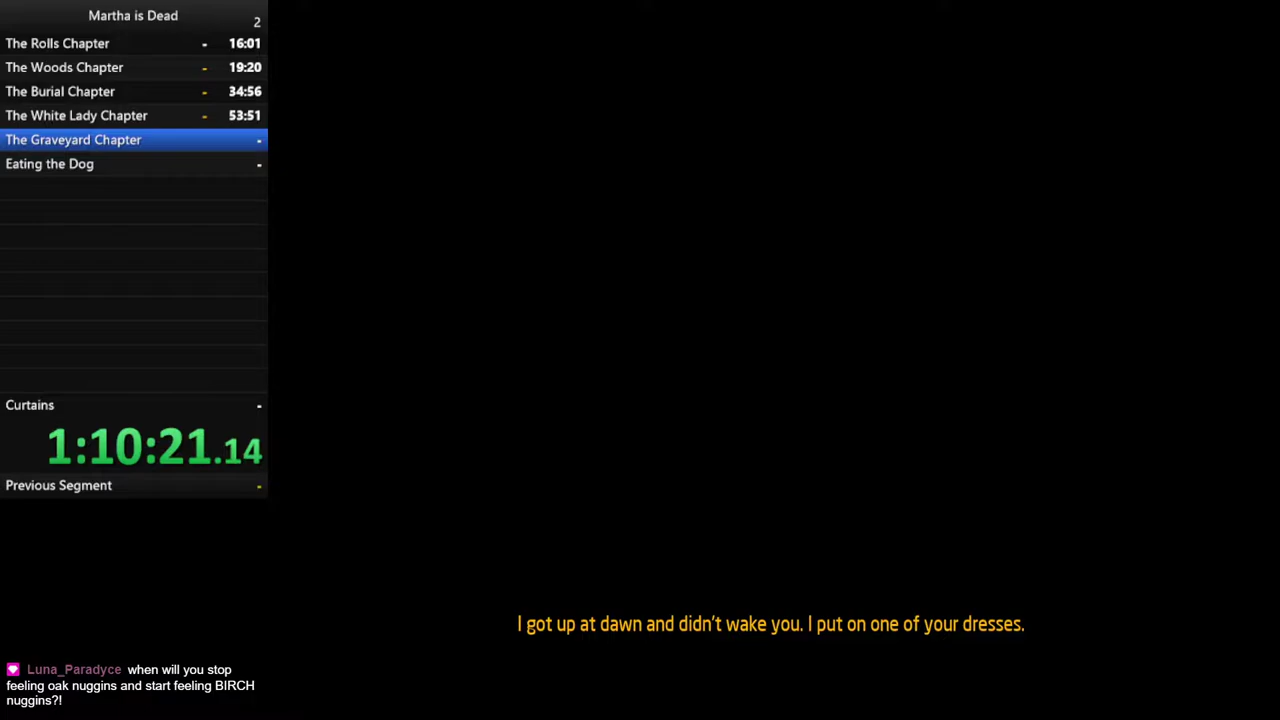 Martha is Dead
2
The Rolls Chapter - 16:01
The Woods Chapter - 19:20
The Burial Chapter - 34:56
The White Lady Chapter - 53:51
The Graveyard Chapter -
Eating the Dog -
Curtains -
1:10:21.14
Previous Segment -
I got up at dawn and didn't wake you. I put on one of your dresses.
Luna_Paradyce when will you stop
feeling oak nuggins and start feeling BIRCH
nuggins?!